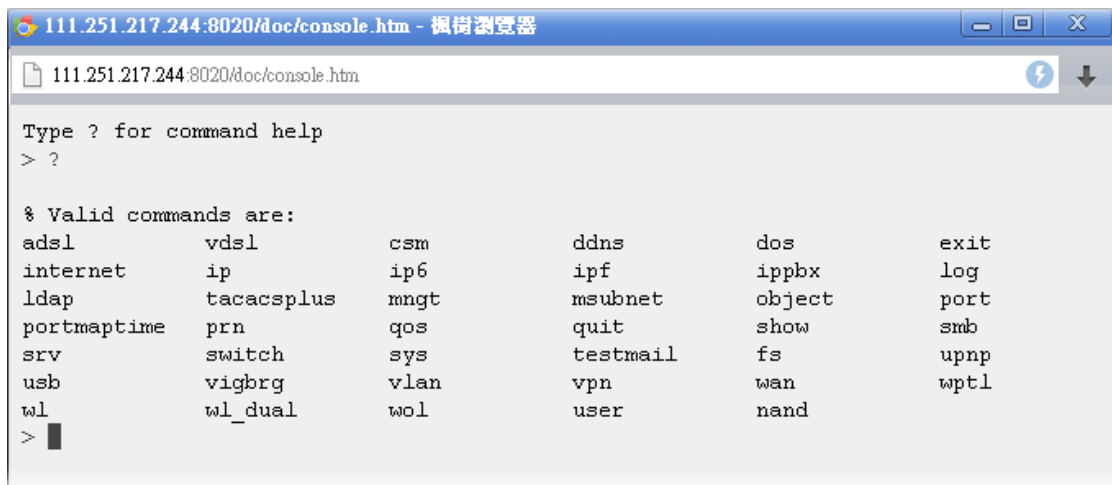 111.251.217.244:8020/doc/console.htm - 楓樹瀏覽器
111.251.217.244:8020/doc/console.htm
Type ? for command help
> ?
% Valid commands are:
adsl vdsl csm ddns dos exit
internet ip ip6 ipf ippbx log
ldap tacacsplus mngt msubnet object port
portmaptime prn qos quit show smb
srv switch sys testmail fs upnp
usb vigbrg vlan vpn wan wptl
wl wl_dual wol user nand
>